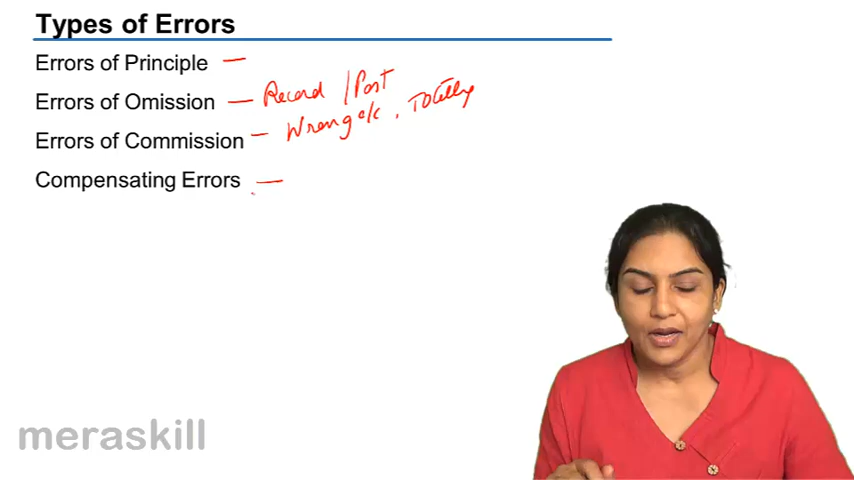 Types of Errors
Errors of Principle —
Errors of Omission — Record / Post
Errors of Commission — Wrong a/c, Totally
Compensating Errors —
meraskill